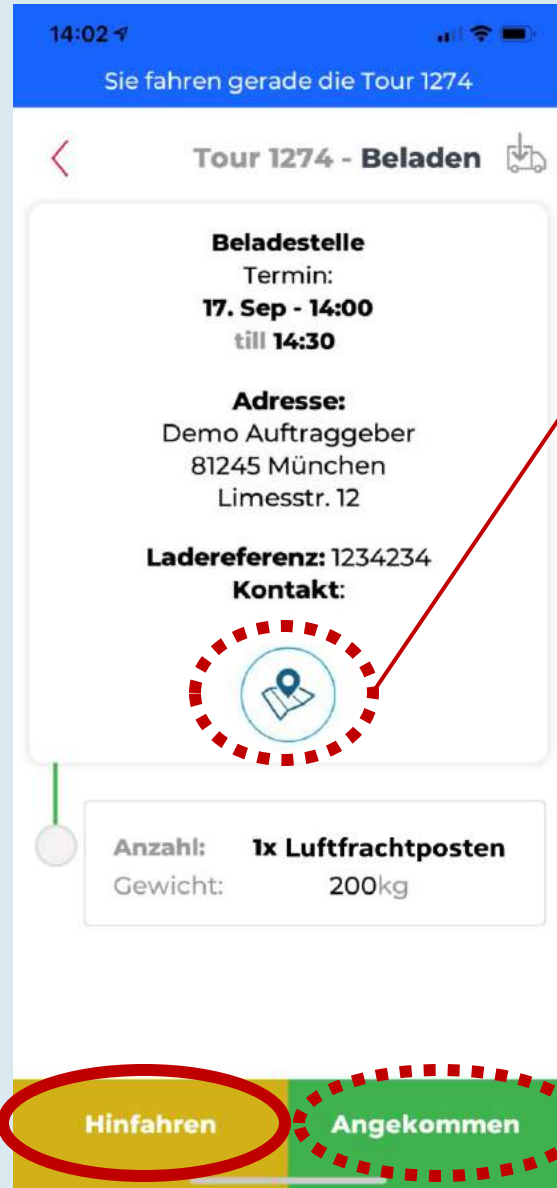 14:02
Sie fahren gerade die Tour 1274
Tour 1274 - Beladen
Beladestelle
Termin:
17. Sep - 14:00
till 14:30
Adresse:
Demo Auftraggeber
81245 München
Limesstr. 12
Ladereferenz: 1234234
Kontakt:
Anzahl: 1x Luftfrachtposten
Gewicht: 200kg
Hinfahren Angekommen